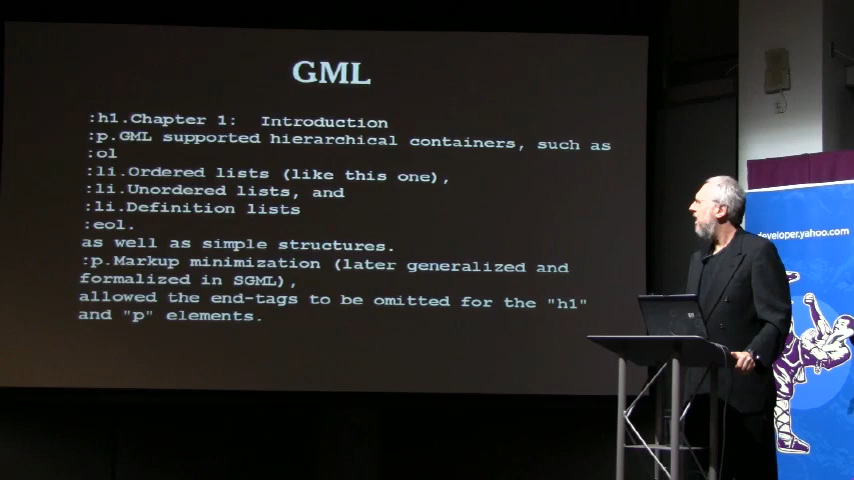 GML
:h1.Chapter 1:  Introduction
:p.GML supported hierarchical containers, such as
:ol
:li.Ordered lists (like this one),
:li.Unordered lists, and
:li.Definition lists
:eol.
as well as simple structures.
:p.Markup minimization (later generalized and
formalized in SGML),
allowed the end-tags to be omitted for the "h1"
and "p" elements.
developer.yahoo.com